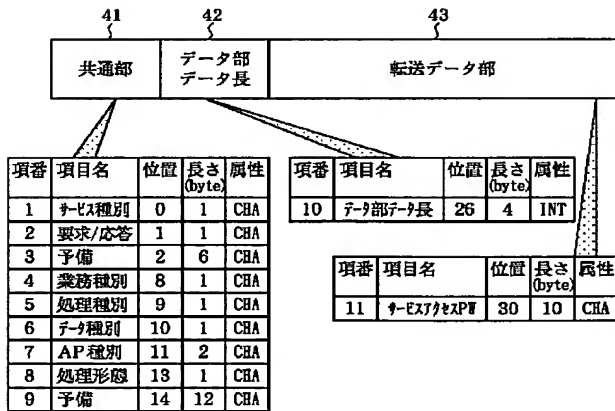 41 42 43
共通部 データ部 転送データ部
データ長
項番 項目名 位置 長さ(byte) 属性
1 サービス種別 0 1 CHA
2 要求/応答 1 1 CHA
3 予備 2 6 CHA
4 業務種別 8 1 CHA
5 処理種別 9 1 CHA
6 データ種別 10 1 CHA
7 AP種別 11 2 CHA
8 処理形態 13 1 CHA
9 予備 14 12 CHA
項番 項目名 位置 長さ(byte) 属性
10 データ部データ長 26 4 INT
項番 項目名 位置 長さ(byte) 属性
11 サービスアクセスPW 30 10 CHA